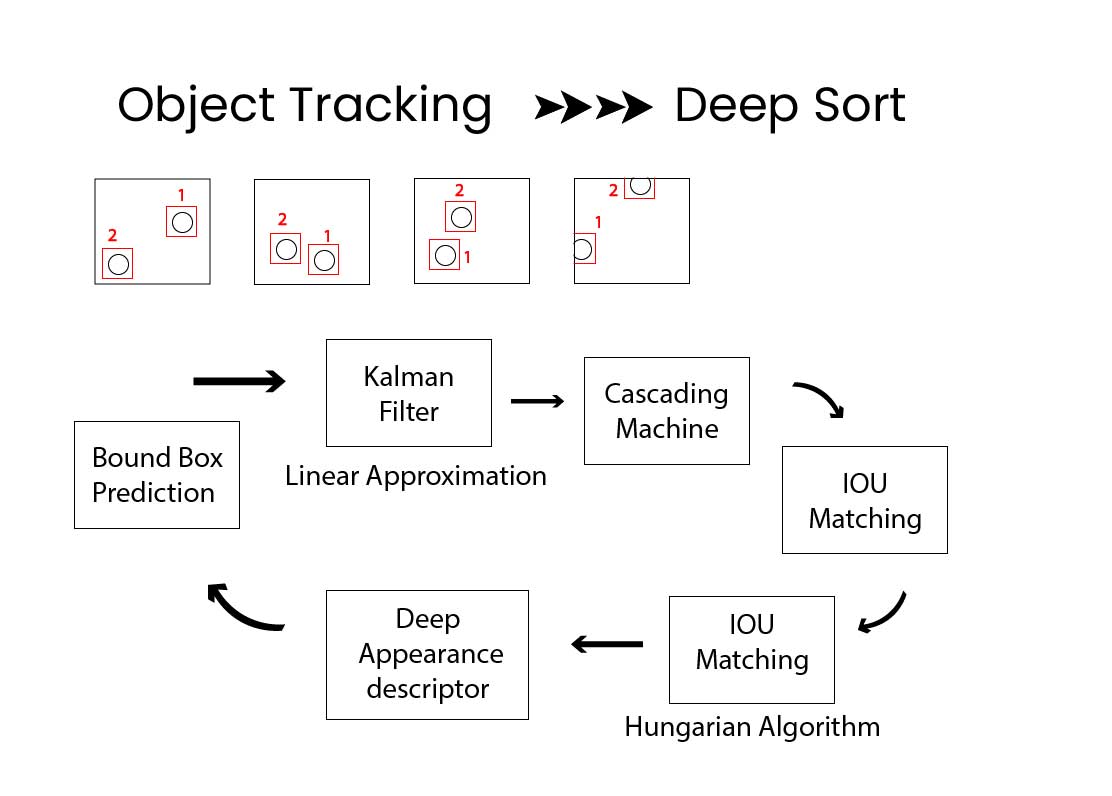 Object Tracking Deep Sort
1
2
2
1
2
1
2
1
Kalman
Filter
Linear Approximation
Cascading
Machine
Bound Box
Prediction
IOU
Matching
Deep
Appearance
descriptor
IOU
Matching
Hungarian Algorithm